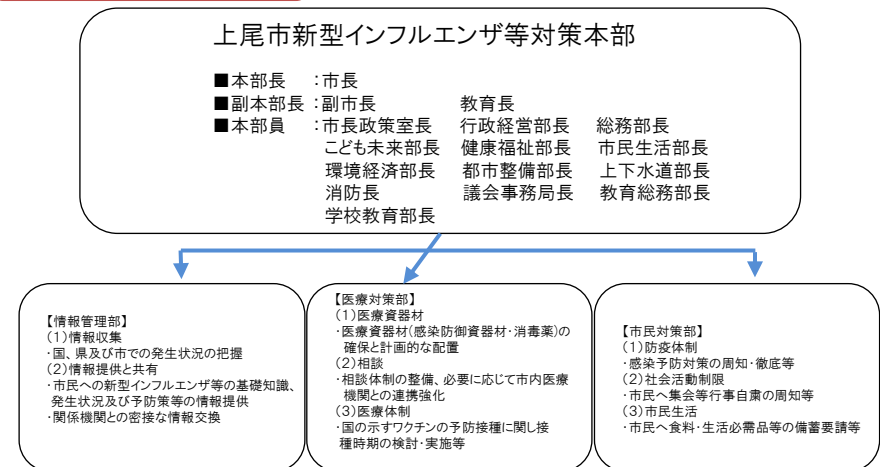 上尾市新型インフルエンザ等対策本部
■本部長　：市長
■副本部長：副市長　教育長
■本部員　：市長政策室長　行政経営部長　総務部長
こども未来部長　健康福祉部長　市民生活部長
環境経済部長　都市整備部長　上下水道部長
消防長　議会事務局長　教育総務部長
学校教育部長
【情報管理部】
（1）情報収集
・国、県及び市での発生状況の把握
（2）情報提供と共有
・市民への新型インフルエンザ等の基礎知識、
発生状況及び予防策等の情報提供
・関係機関との密接な情報交換
【医療対策部】
（1）医療資器材
・医療資器材(感染防御資器材・消毒薬)の
確保と計画的な配置
（2）相談
・相談体制の整備、必要に応じて市内医療
機関との連携強化
（3）医療体制
・国の示すワクチンの予防接種に関し接
種時期の検討・実施等
【市民対策部】
（1）防疫体制
・感染予防対策の周知・徹底等
（2）社会活動制限
・市民へ集会等行事自粛の周知等
（3）市民生活
・市民へ食料・生活必需品等の備蓄要請等